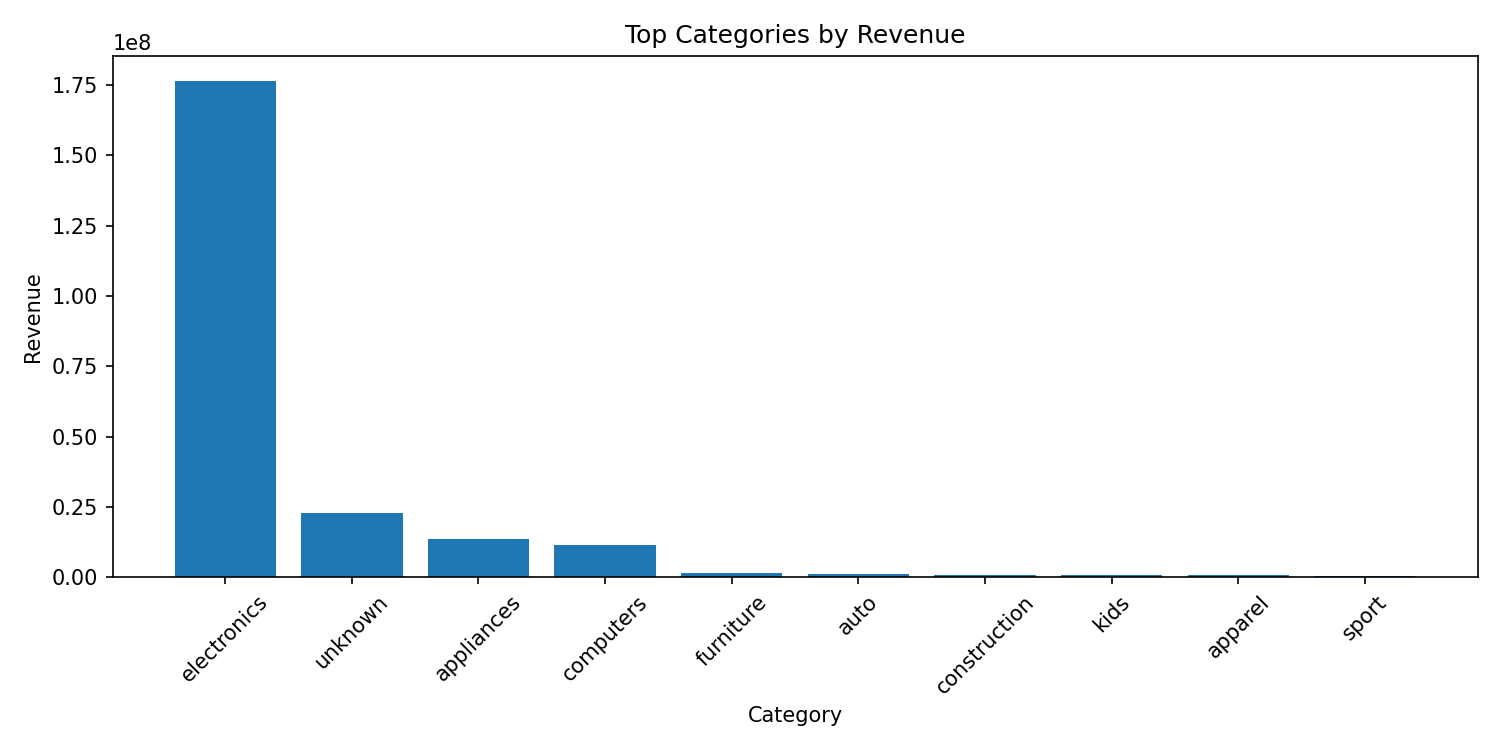 Top Categories by Revenue
1e8
1.75
1.50
1.25
1.00
0.75
0.50
0.25
0.00
Revenue
electronics
unknown
appliances
computers
furniture
auto
construction
kids
apparel
sport
Category